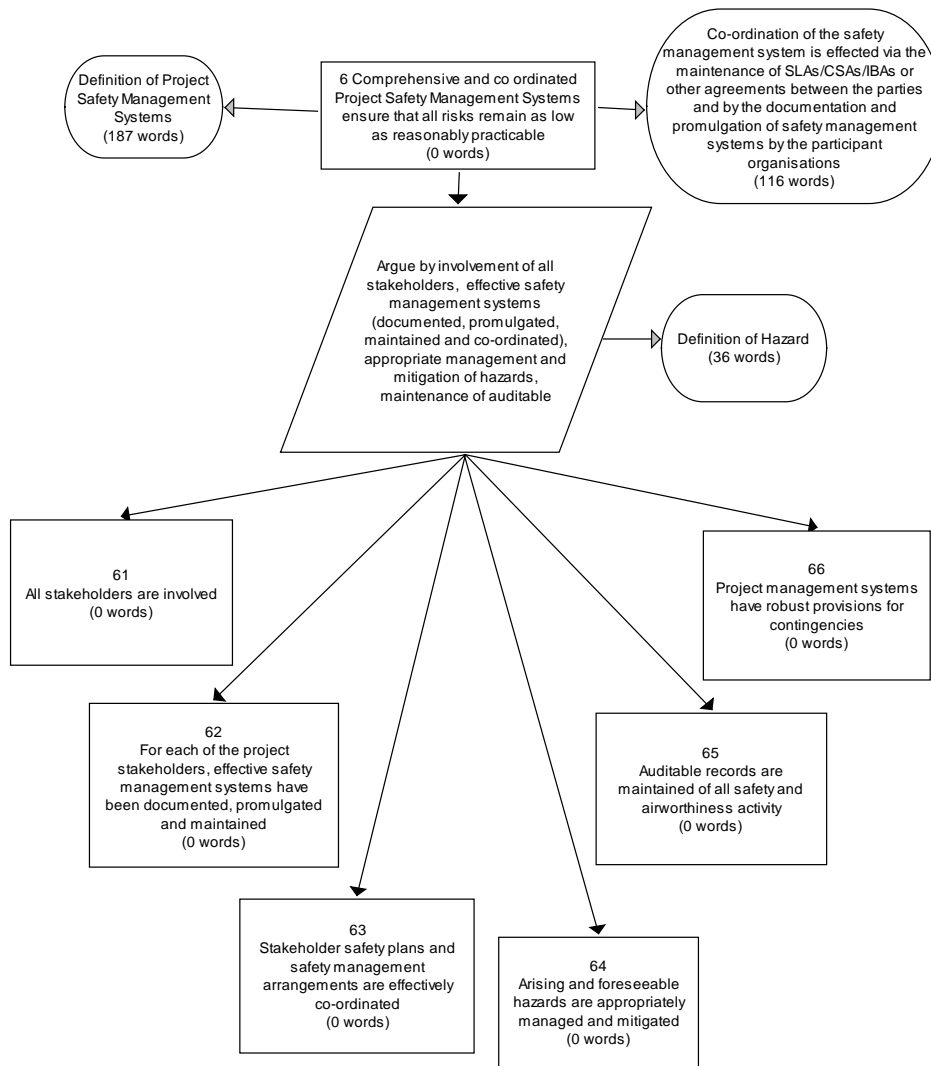 Definition of Project
Safety Management
Systems
(187 words)
6 Comprehensive and co ordinated
Project Safety Management Systems
ensure that all risks remain as low
as reasonably practicable
(0 words)
Co-ordination of the safety
management system is effected via the
maintenance of SLAs/CSAs/IBAs or
other agreements between the parties
and by the documentation and
promulgation of safety management
systems by the participant
organisations
(116 words)
Argue by involvement of all
stakeholders, effective safety
management systems
(documented, promulgated,
maintained and co-ordinated),
appropriate management and
mitigation of hazards,
maintenance of auditable
Definition of Hazard
(36 words)
61
All stakeholders are involved
(0 words)
66
Project management systems
have robust provisions for
contingencies
(0 words)
62
For each of the project
stakeholders, effective safety
management systems have
been documented, promulgated
and maintained
(0 words)
65
Auditable records are
maintained of all safety and
airworthiness activity
(0 words)
63
Stakeholder safety plans and
safety management
arrangements are effectively
co-ordinated
(0 words)
64
Arising and foreseeable
hazards are appropriately
managed and mitigated
(0 words)